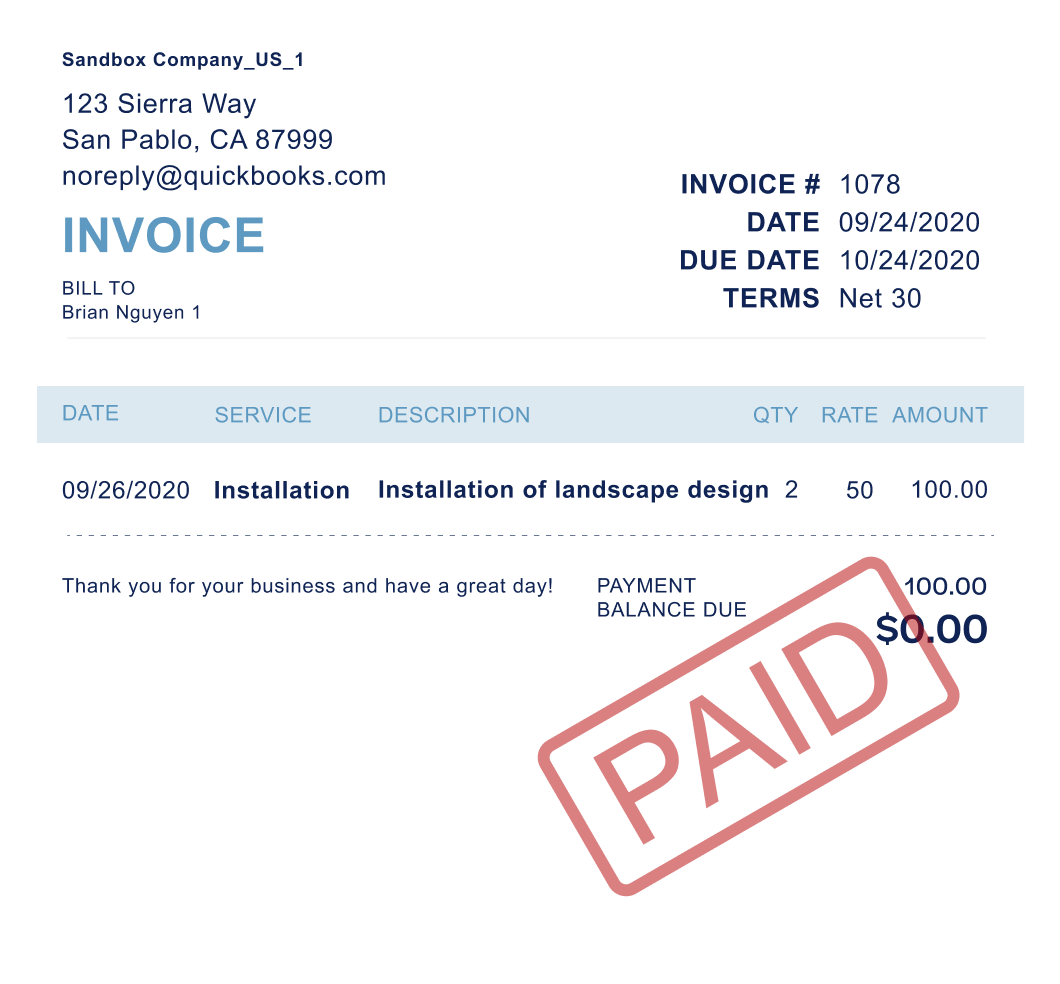 Sandbox Company_US_1
123 Sierra Way
San Pablo, CA 87999
noreply@quickbooks.com
INVOICE
BILL TO
Brian Nguyen 1
INVOICE # 1078
DATE 09/24/2020
DUE DATE 10/24/2020
TERMS Net 30
DATE SERVICE DESCRIPTION QTY RATE AMOUNT
09/26/2020 Installation Installation of landscape design 2 50 100.00
Thank you for your business and have a great day!
PAYMENT 100.00
BALANCE DUE $0.00
PAID